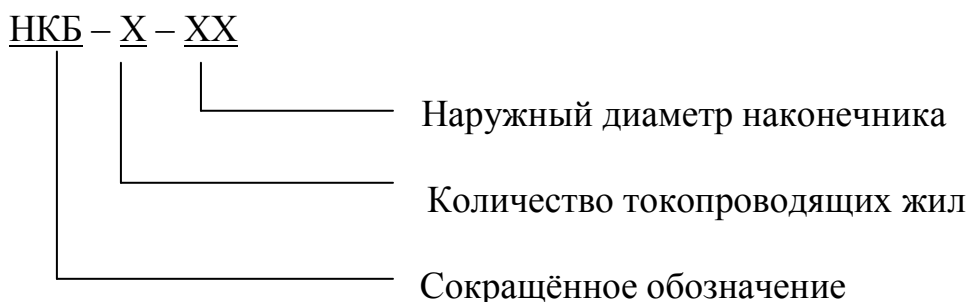 НКБ – Х – ХХ
Наружный диаметр наконечника
Количество токопроводящих жил
Сокращённое обозначение